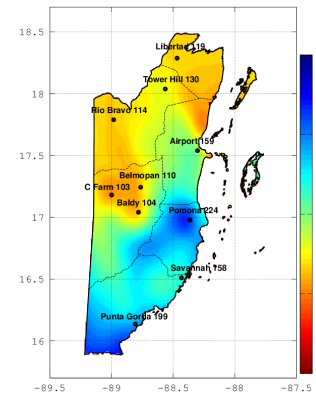 18.5
Libertad 119
Tower Hill 130
18
Rio Bravo 114
Airport 159
17.5
Belmopan 110
C Farm 103
Baldy 104
Pomona 224
17
Savannah 158
16.5
Punta Gorda 199
16
−89.5 −89 −88.5 −88 −87.5